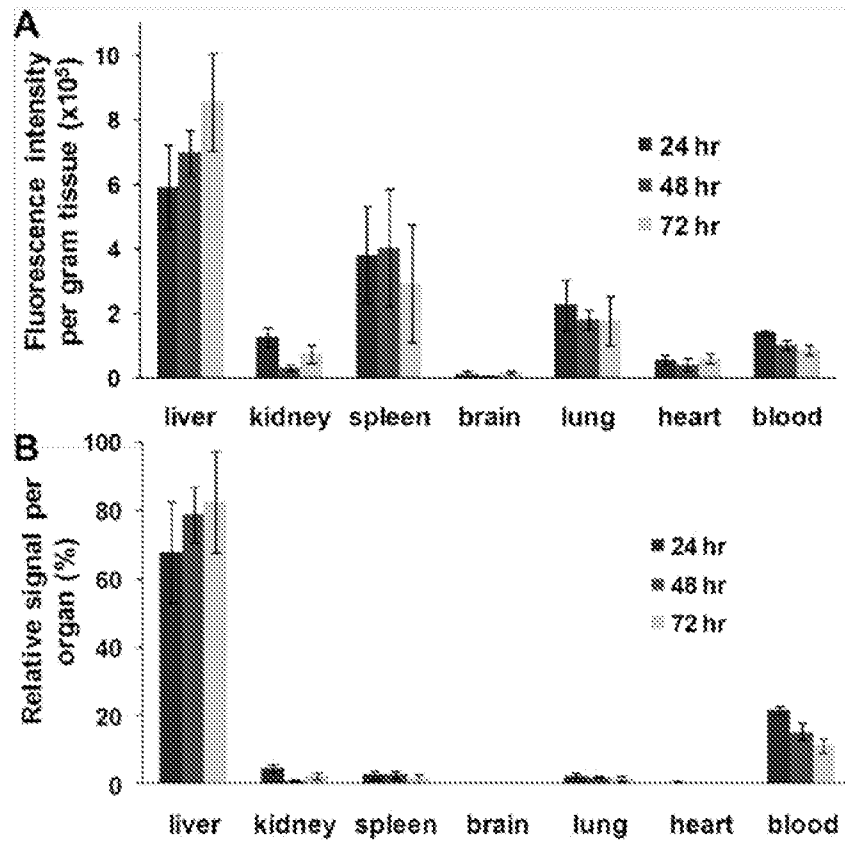 A
Fluorescence intensity
per gram tissue (x10⁵)
10
8
6
4
2
0
24 hr
48 hr
72 hr
liver kidney spleen brain lung heart blood
B
Relative signal per
organ (%)
100
80
60
40
20
0
24 hr
48 hr
72 hr
liver kidney spleen brain lung heart blood